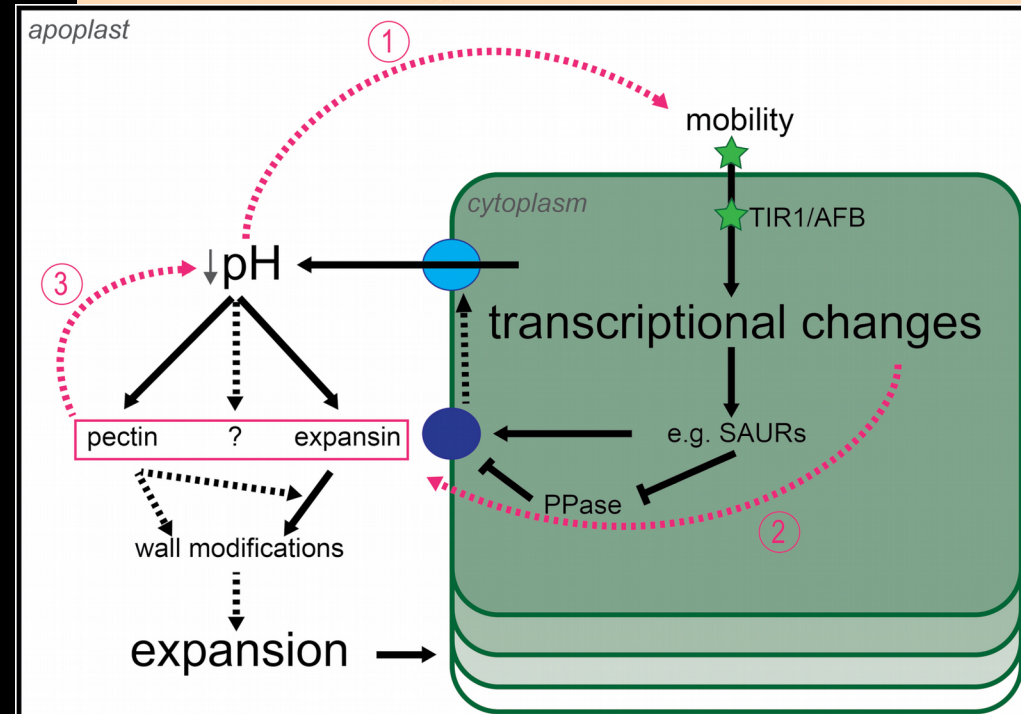 apoplast
①
mobility
cytoplasm
TIR1/AFB
↓pH
③
transcriptional changes
pectin ? expansin
e.g. SAURs
PPase
②
wall modifications
expansion